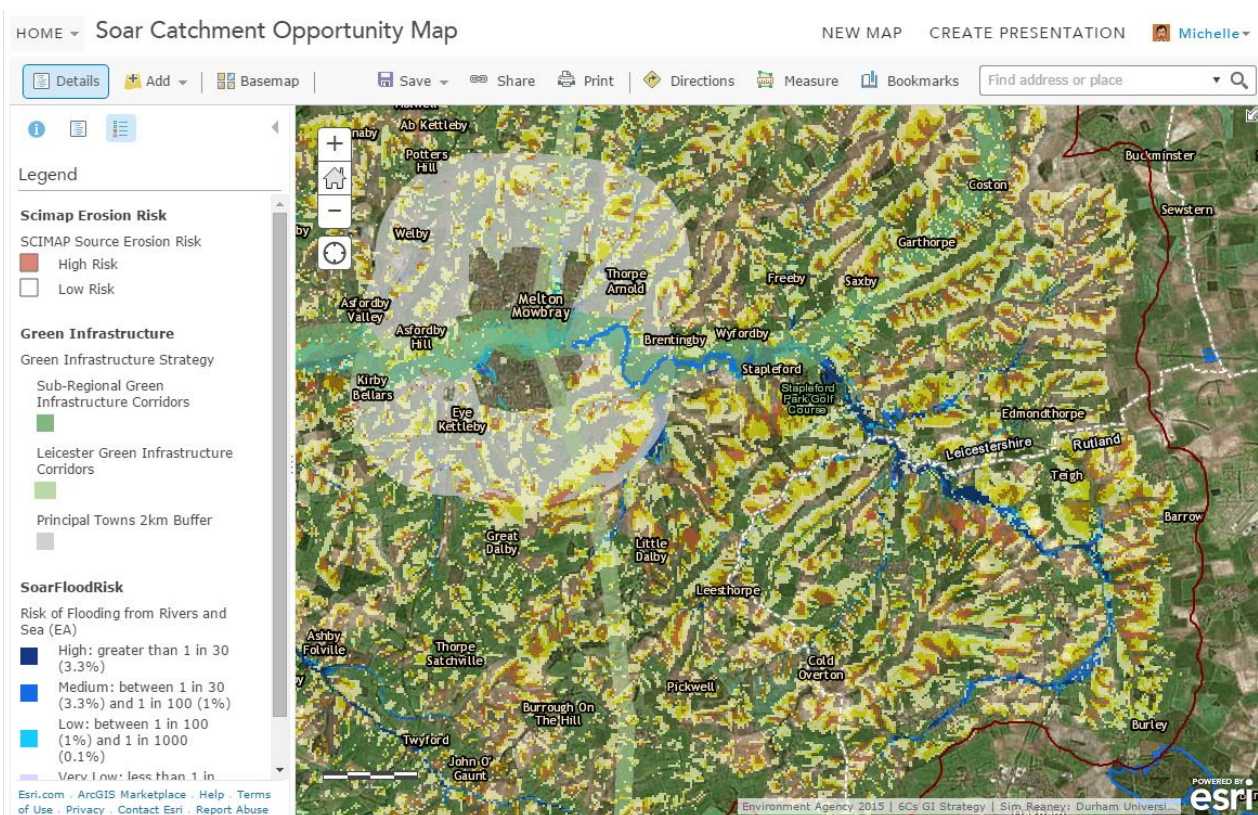 HOME Soar Catchment Opportunity Map NEW MAP CREATE PRESENTATION Michelle
Details Add Basemap Save Share Print Directions Measure Bookmarks Find address or place
Legend
Scimap Erosion Risk
SCIMAP Source Erosion Risk
High Risk
Low Risk
Green Infrastructure
Green Infrastructure Strategy
Sub-Regional Green
Infrastructure Corridors
Leicester Green Infrastructure
Corridors
Principal Towns 2km Buffer
SoarFloodRisk
Risk of Flooding from Rivers and
Sea (EA)
High: greater than 1 in 30
(3.3%)
Medium: between 1 in 30
(3.3%) and 1 in 100 (1%)
Low: between 1 in 100
(1%) and 1 in 1000
(0.1%)
Very Low: less than 1 in
Esri.com . ArcGIS Marketplace . Help . Terms
of Use . Privacy . Contact Esri . Report Abuse
+
−
Ab Kettleby
Potters
Hill
Buckminster
Coston
Sewstern
Welby
Garthorpe
Thorpe
Arnold
Freeby
Saxby
Asfordby
Valley
Melton
Mowbray
Asfordby
Hill
Brentingby
Wyfordby
Kirby
Bellars
Stapleford
Stapleford
Park Golf
Course
Eye
Kettleby
Edmondthorpe
Leicestershire
Rutland
Teigh
Barrow
Great
Dalby
Little
Dalby
Leesthorpe
Ashby
Folville
Thorpe
Satchville
Cold
Overton
Pickwell
Burrough On
The Hill
Burley
Twyford
John O'
Gaunt
Environment Agency 2015 | 6Cs GI Strategy | Sim Reaney: Durham Universi...
POWERED BY
esri